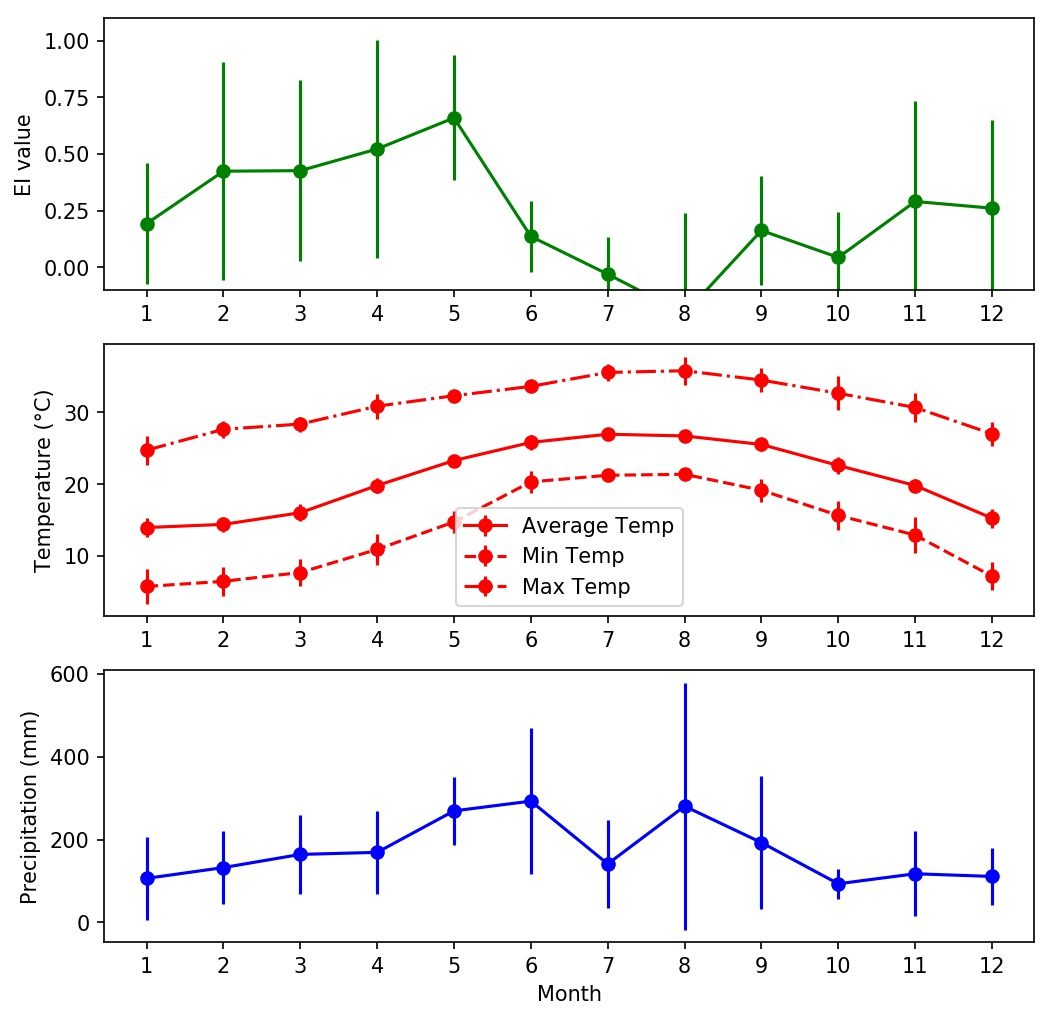 1.00
0.75
0.50
0.25
0.00
EI value
1 2 3 4 5 6 7 8 9 10 11 12
30
20
10
Temperature (°C)
Average Temp
Min Temp
Max Temp
1 2 3 4 5 6 7 8 9 10 11 12
600
400
200
0
Precipitation (mm)
1 2 3 4 5 6 7 8 9 10 11 12
Month